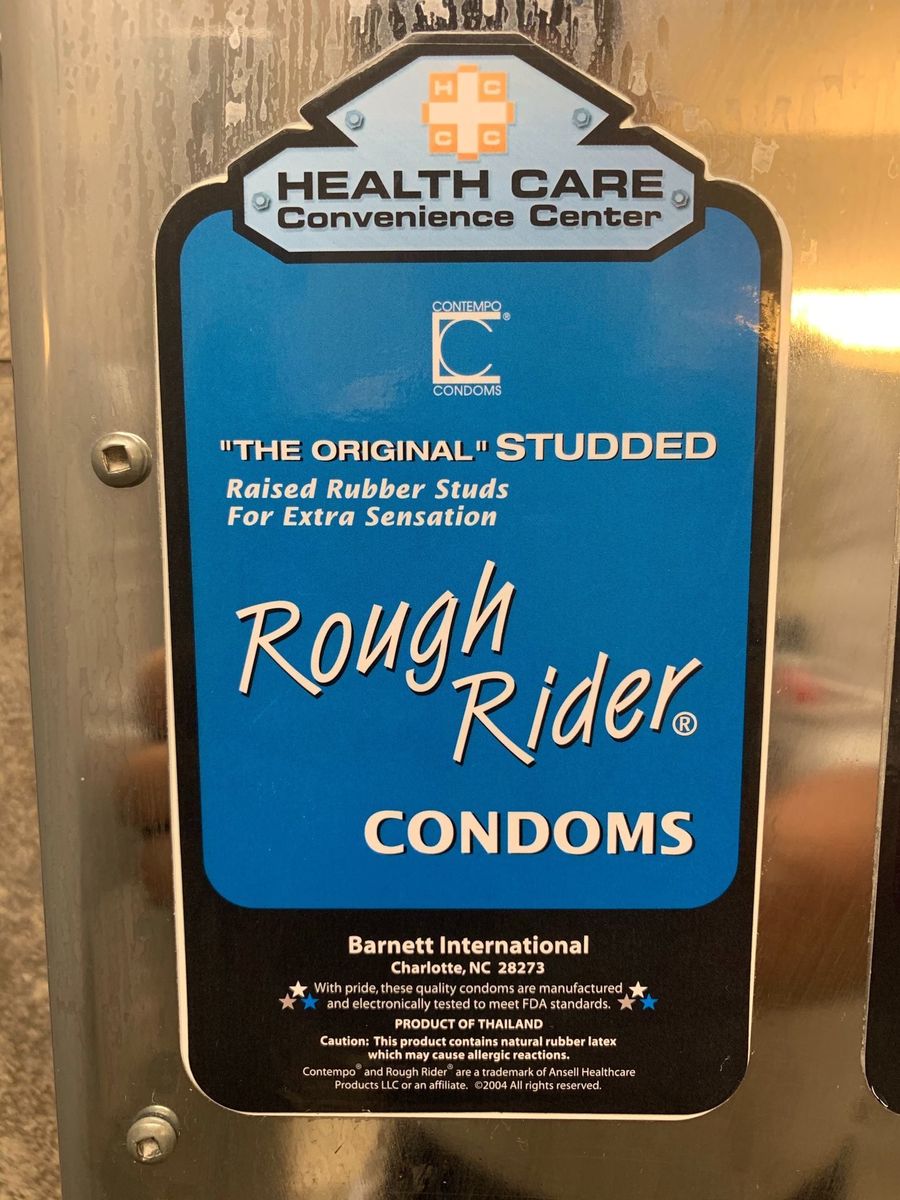 H C
C C
HEALTH CARE
Convenience Center
CONTEMPO
C ®
CONDOMS
"THE ORIGINAL" STUDDED
Raised Rubber Studs
For Extra Sensation
Rough
Rider®
CONDOMS
Barnett International
Charlotte, NC 28273
With pride, these quality condoms are manufactured
and electronically tested to meet FDA standards.
PRODUCT OF THAILAND
Caution: This product contains natural rubber latex
which may cause allergic reactions.
Contempo® and Rough Rider® are a trademark of Ansell Healthcare
Products LLC or an affiliate. ©2004 All rights reserved.